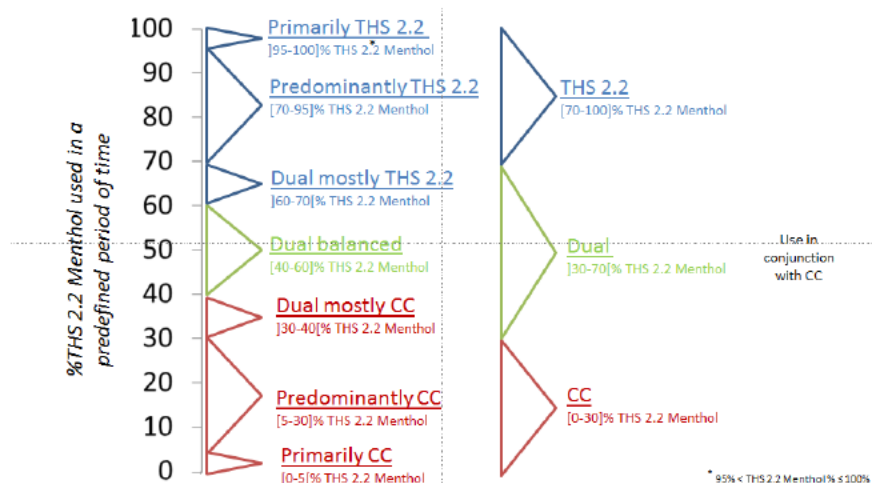 %THS 2.2 Menthol used in a
predefined period of time
100
90
80
70
60
50
40
30
20
10
0
Primarily THS 2.2
]95-100]% THS 2.2 Menthol
*
Predominantly THS 2.2
[70-95]% THS 2.2 Menthol
Dual mostly THS 2.2
]60-70[% THS 2.2 Menthol
Dual balanced
[40-60]% THS 2.2 Menthol
Dual mostly CC
]30-40[% THS 2.2 Menthol
Predominantly CC
[5-30]% THS 2.2 Menthol
Primarily CC
[0-5[% THS 2.2 Menthol
THS 2.2
[70-100]% THS 2.2 Menthol
Dual
]30-70[% THS 2.2 Menthol
CC
[0-30]% THS 2.2 Menthol
Use in
conjunction
with CC
* 95% < THS 2.2 Menthol % ≤ 100%